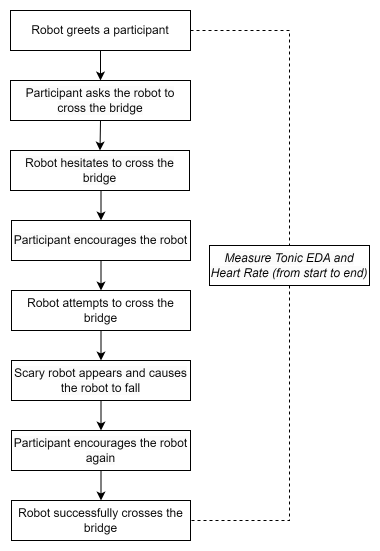 Robot greets a participant
Participant asks the robot to
cross the bridge
Robot hesitates to cross the
bridge
Participant encourages the robot
Measure Tonic EDA and
Heart Rate (from start to end)
Robot attempts to cross the
bridge
Scary robot appears and causes
the robot to fall
Participant encourages the robot
again
Robot successfully crosses the
bridge